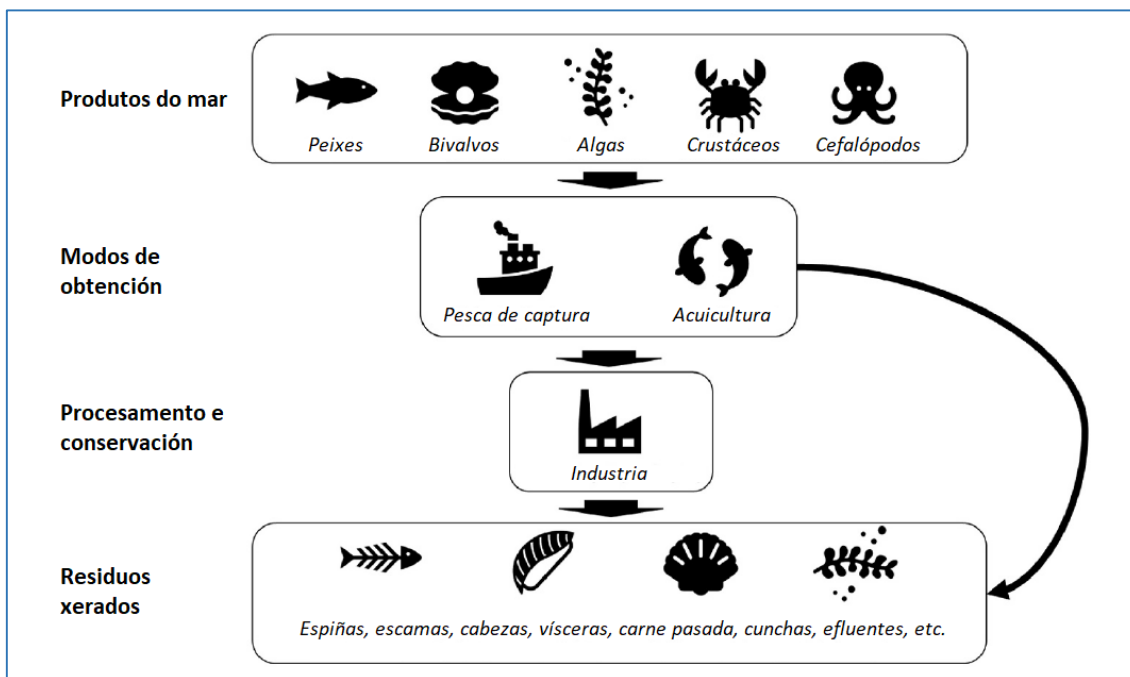 Produtos do mar
Peixes
Bivalvos
Algas
Crustáceos
Cefalópodos
Modos de
obtención
Pesca de captura
Acuicultura
Procesamento e
conservación
Industria
Residuos
xerados
Espiñas, escamas, cabezas, vísceras, carne pasada, cunchas, efluentes, etc.